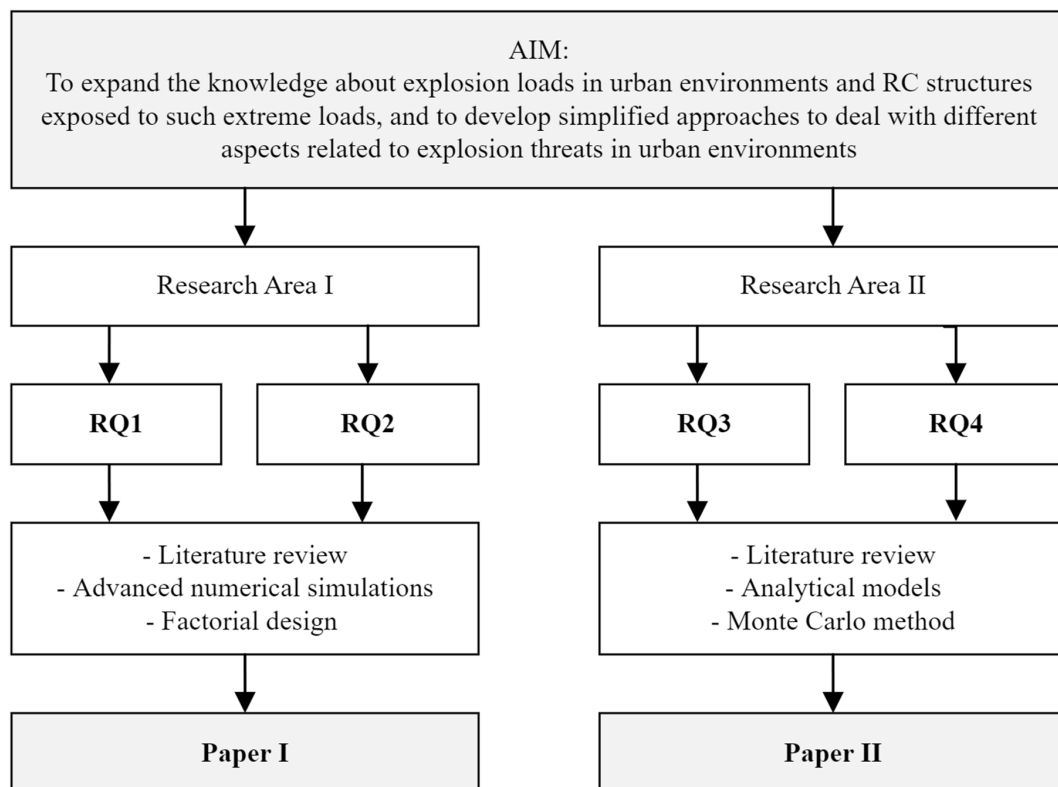 AIM:
To expand the knowledge about explosion loads in urban environments and RC structures
exposed to such extreme loads, and to develop simplified approaches to deal with different
aspects related to explosion threats in urban environments
Research Area I
Research Area II
RQ1
RQ2
RQ3
RQ4
- Literature review
- Advanced numerical simulations
- Factorial design
- Literature review
- Analytical models
- Monte Carlo method
Paper I
Paper II